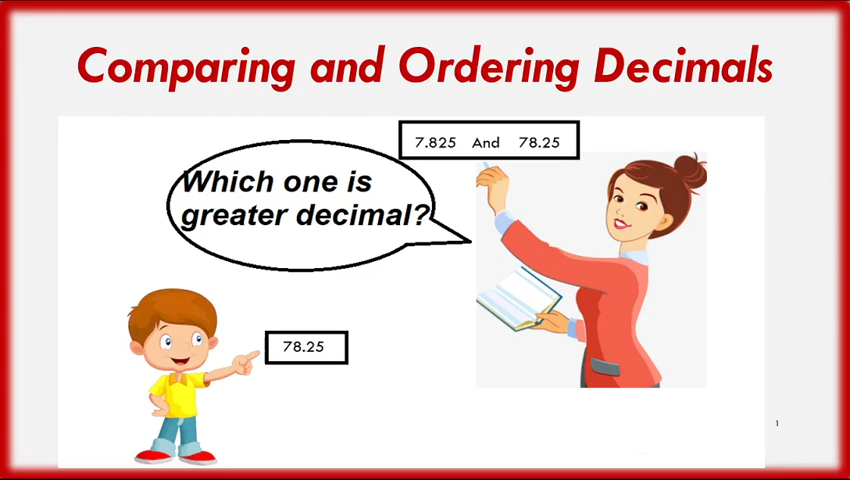 Comparing and Ordering Decimals
7.825 And 78.25
Which one is
greater decimal?
78.25
1